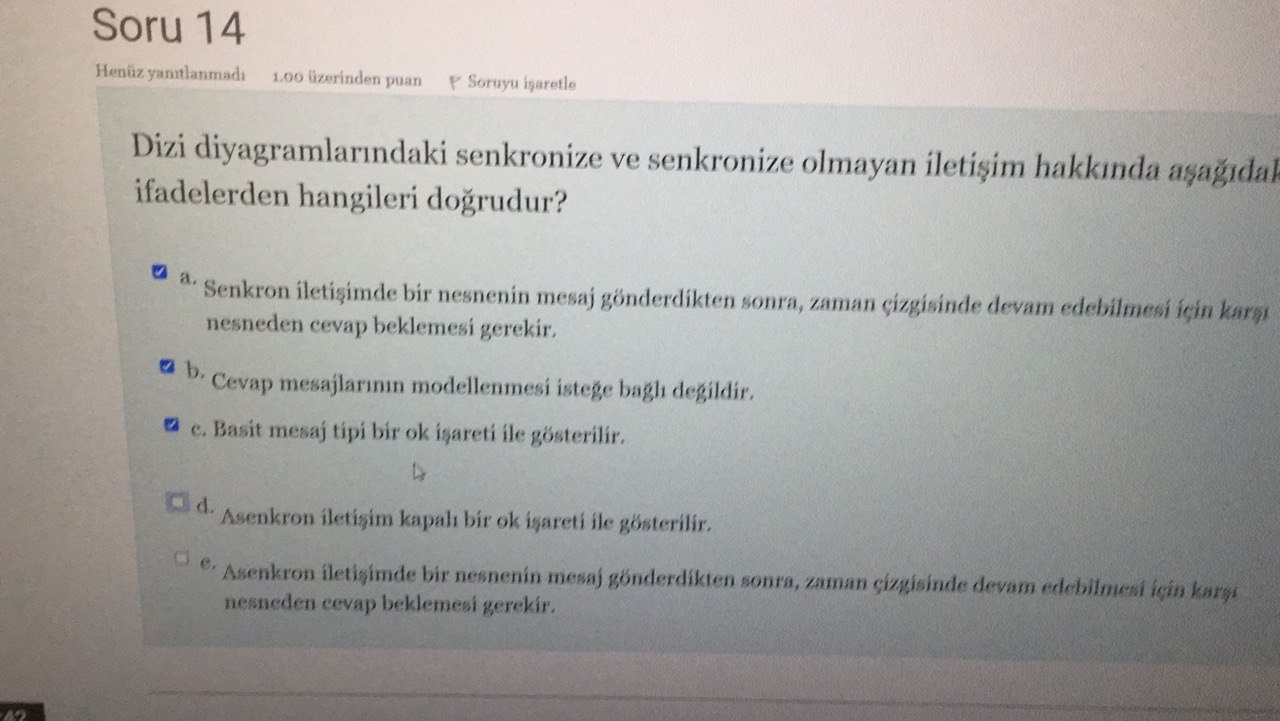 Soru 14
Henüz yanıtlanmadı 1.00 üzerinden puan Soruyu işaretle
Dizi diyagramlarındaki senkronize ve senkronize olmayan iletişim hakkında
ifadelerden hangileri doğrudur?
a. Senkron iletişimde bir nesnenin mesaj gönderdikten sonra, zaman çizgisinde devam edebilmesi için karşı
nesneden cevap beklemesi gerekir.
b. Cevap mesajlarının modellenmesi isteğe bağlı değildir.
c. Basit mesaj tipi bir ok işareti ile gösterilir.
d. Asenkron iletişim kapalı bir ok işareti ile gösterilir.
e. Asenkron iletişimde bir nesnenin mesaj gönderdikten sonra, zaman çizgisinde devam edebilmesi için karşı
nesneden cevap beklemesi gerekir.